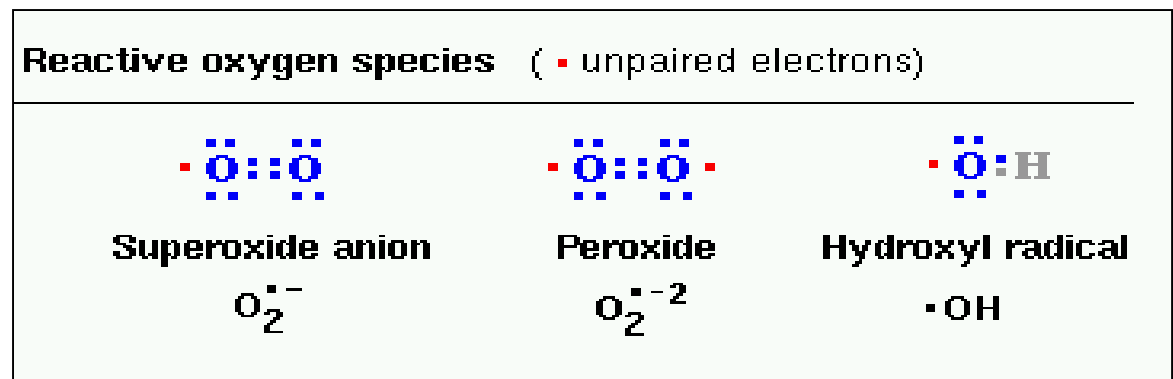 Reactive oxygen species ( · unpaired electrons)
· O :: O
· O :: O ·
· O : H
Superoxide anion
Peroxide
Hydroxyl radical
O₂•⁻
O₂•⁻²
·OH